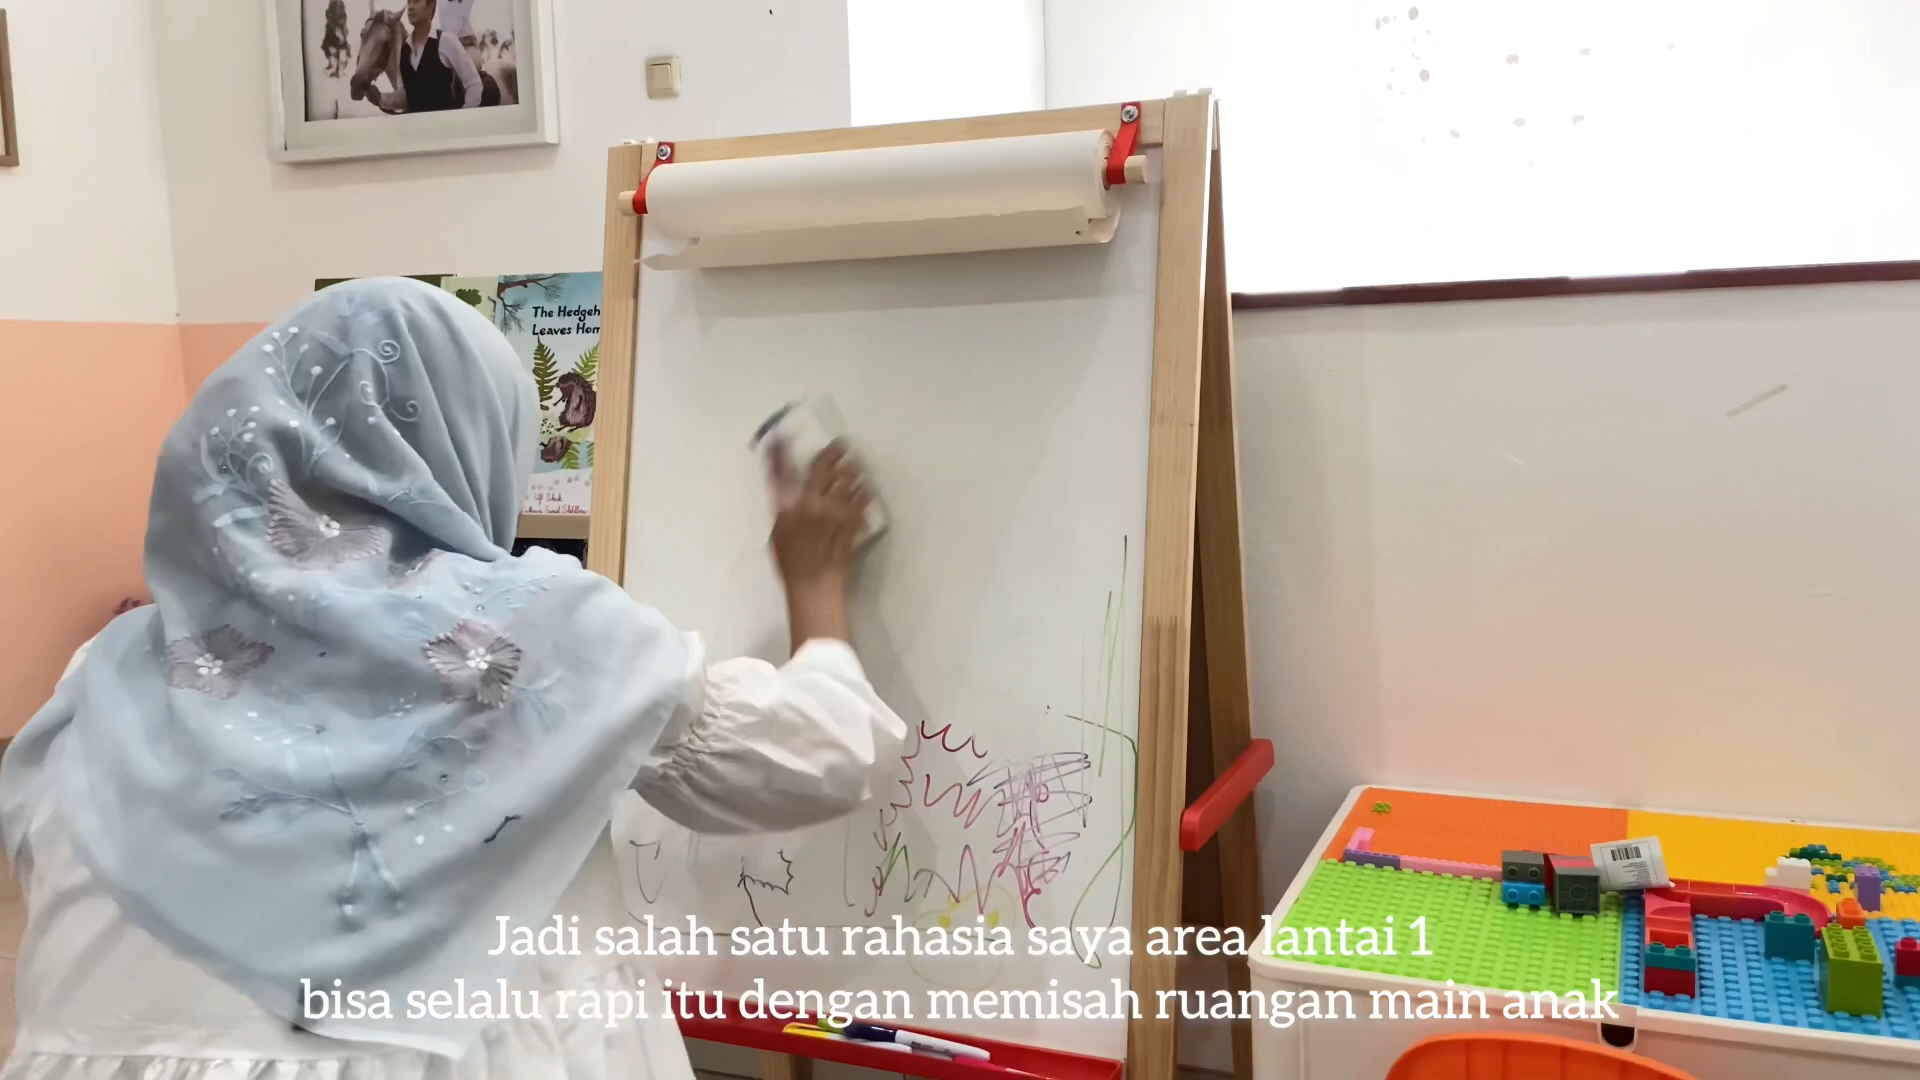 The Hedgeh
Leaves Hom
Jadi salah satu rahasia saya area lantai 1
bisa selalu rapi itu dengan memisah ruangan main anak